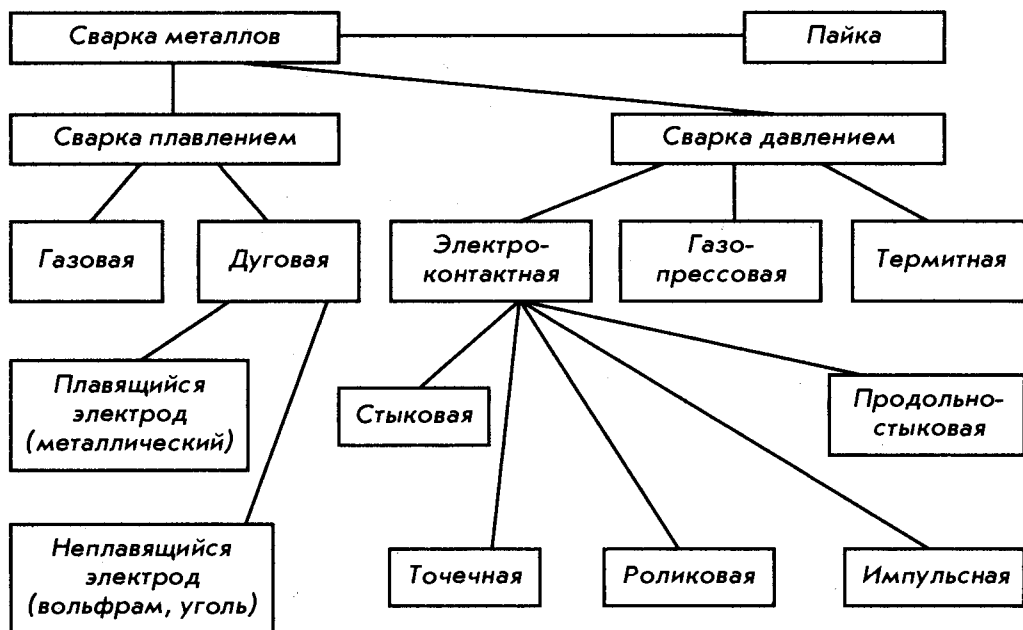 Сварка металлов
Пайка
Сварка плавлением
Сварка давлением
Газовая
Дуговая
Электро-
контактная
Газо-
прессовая
Термитная
Плавящийся
электрод
(металлический)
Стыковая
Продольно-
стыковая
Неплавящийся
электрод
(вольфрам, уголь)
Точечная
Роликовая
Импульсная